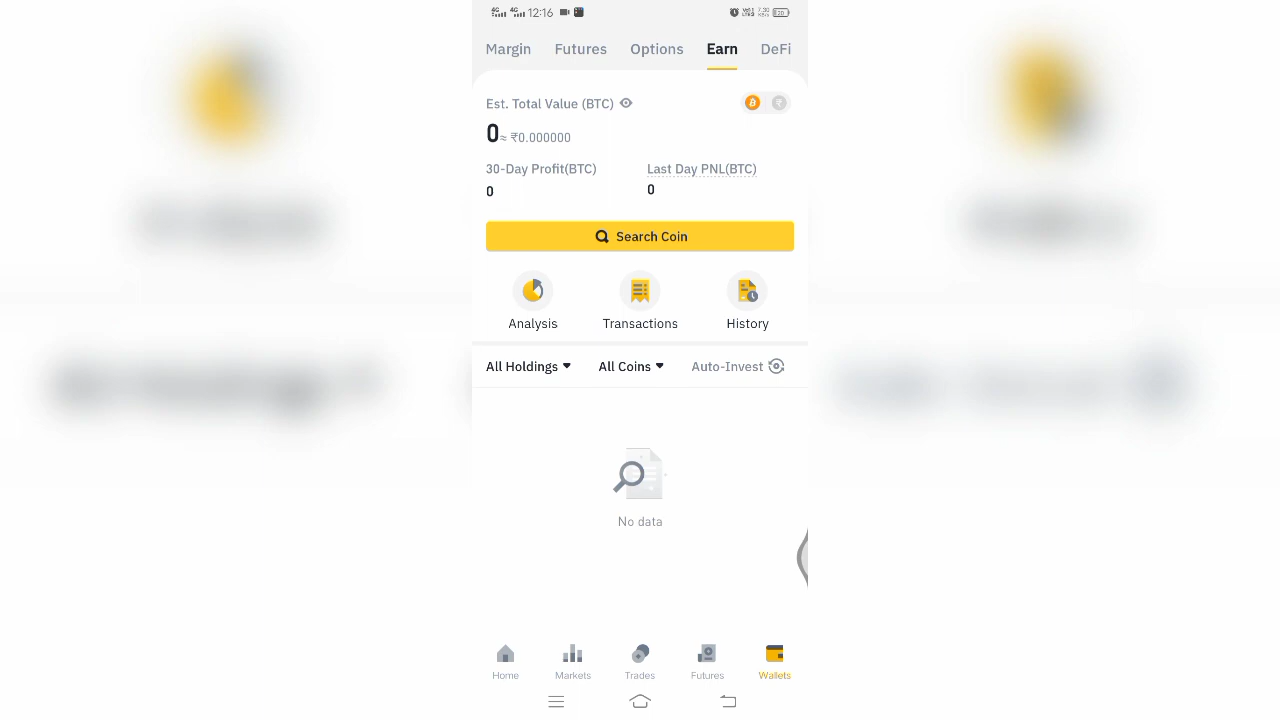 4G 4G 12:16
Margin Futures Options Earn DeFi
Est. Total Value (BTC)
0≈ ₹0.000000
30-Day Profit(BTC) Last Day PNL(BTC)
0 0
Search Coin
Analysis Transactions History
All Holdings All Coins Auto-Invest
No data
Home Markets Trades Futures Wallets